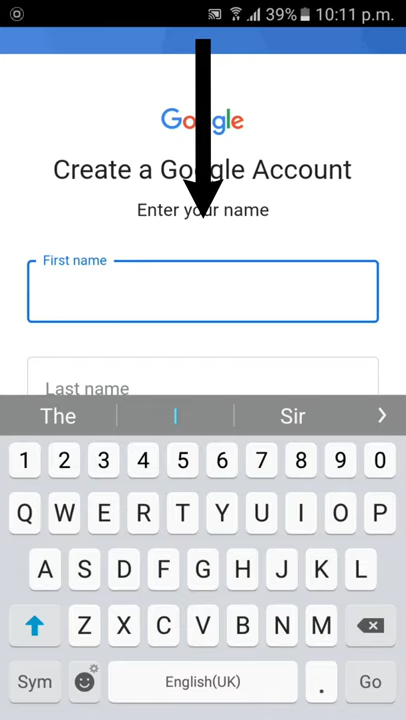 39% 10:11 p.m.
Google
Create a Google Account
Enter your name
First name
Last name
The I Sir >
1 2 3 4 5 6 7 8 9 0
Q W E R T Y U I O P
A S D F G H J K L
Z X C V B N M
Sym English(UK) . Go